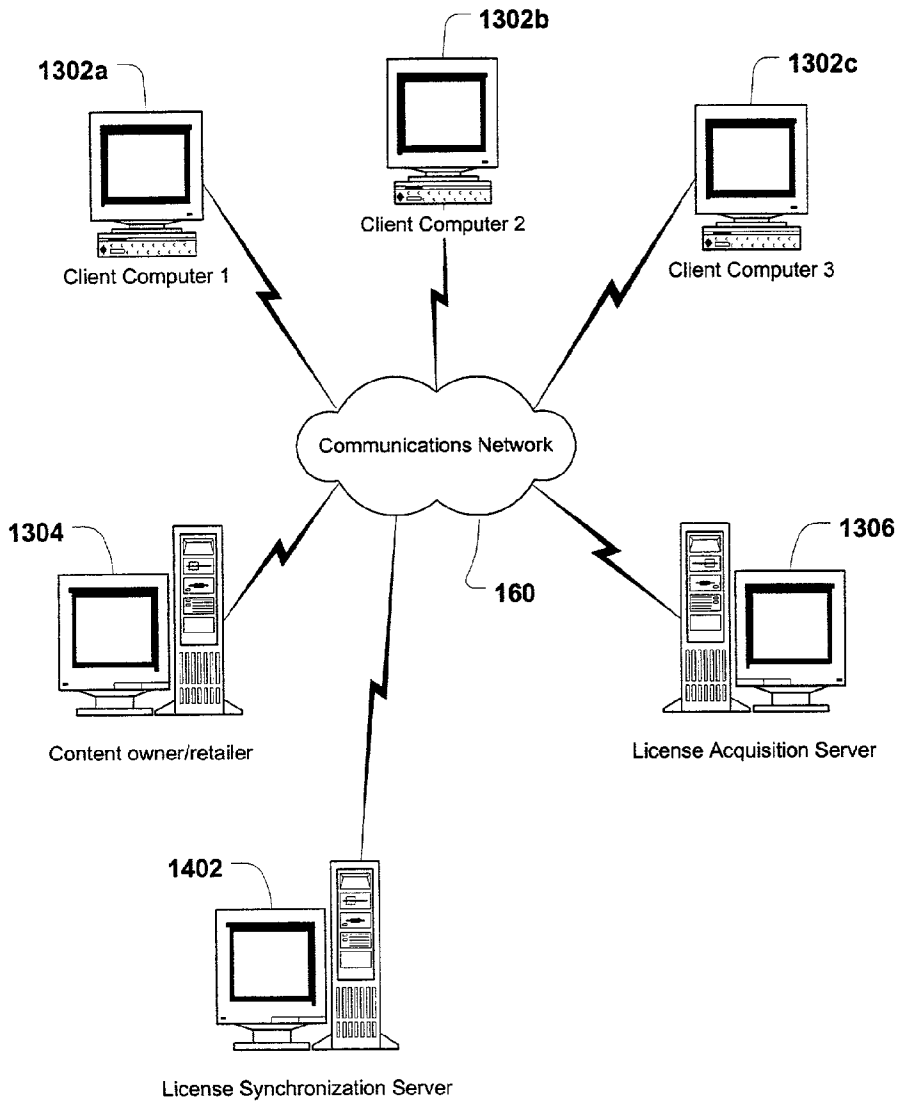 1302b
1302a
1302c
Client Computer 2
Client Computer 1
Client Computer 3
Communications Network
1304
1306
160
Content owner/retailer
License Acquisition Server
1402
License Synchronization Server